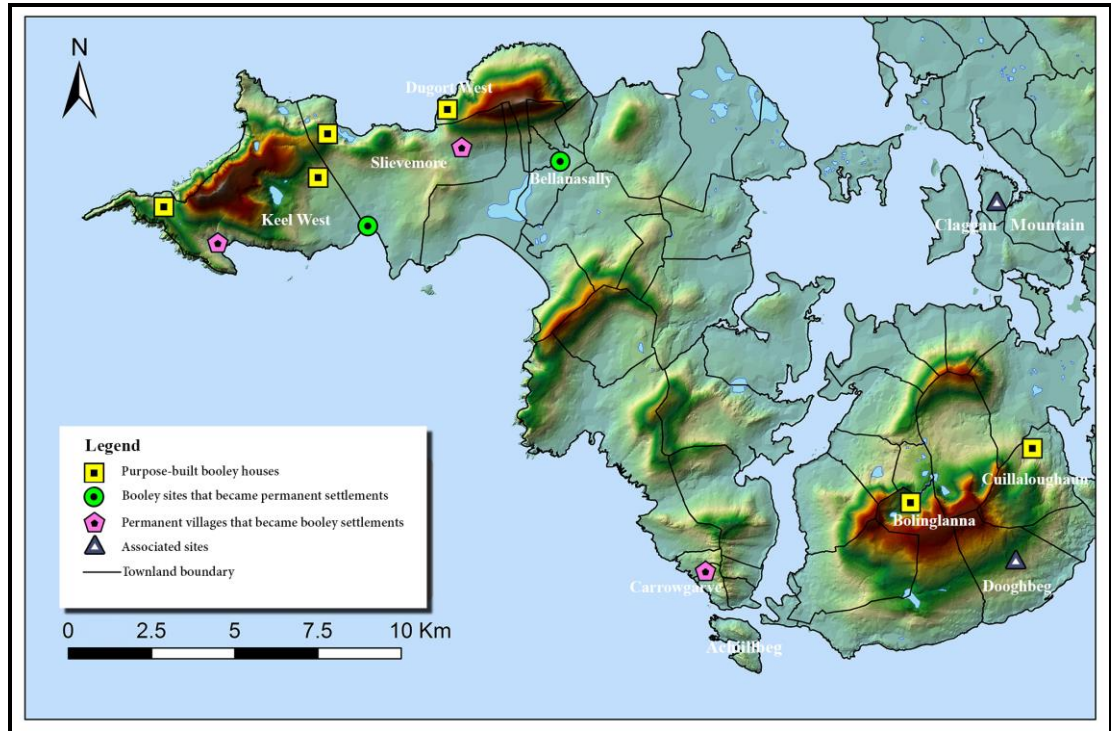 N
Dugort West
Slievemore
Bellanasally
Keel West
Claggan Mountain
Legend
Purpose-built booley houses
Booley sites that became permanent settlements
Permanent villages that became booley settlements
Associated sites
Townland boundary
Cuillaloughaun
Bolinglanna
Carrowgarve
Dooghbeg
Achillbeg
0 2.5 5 7.5 10 Km